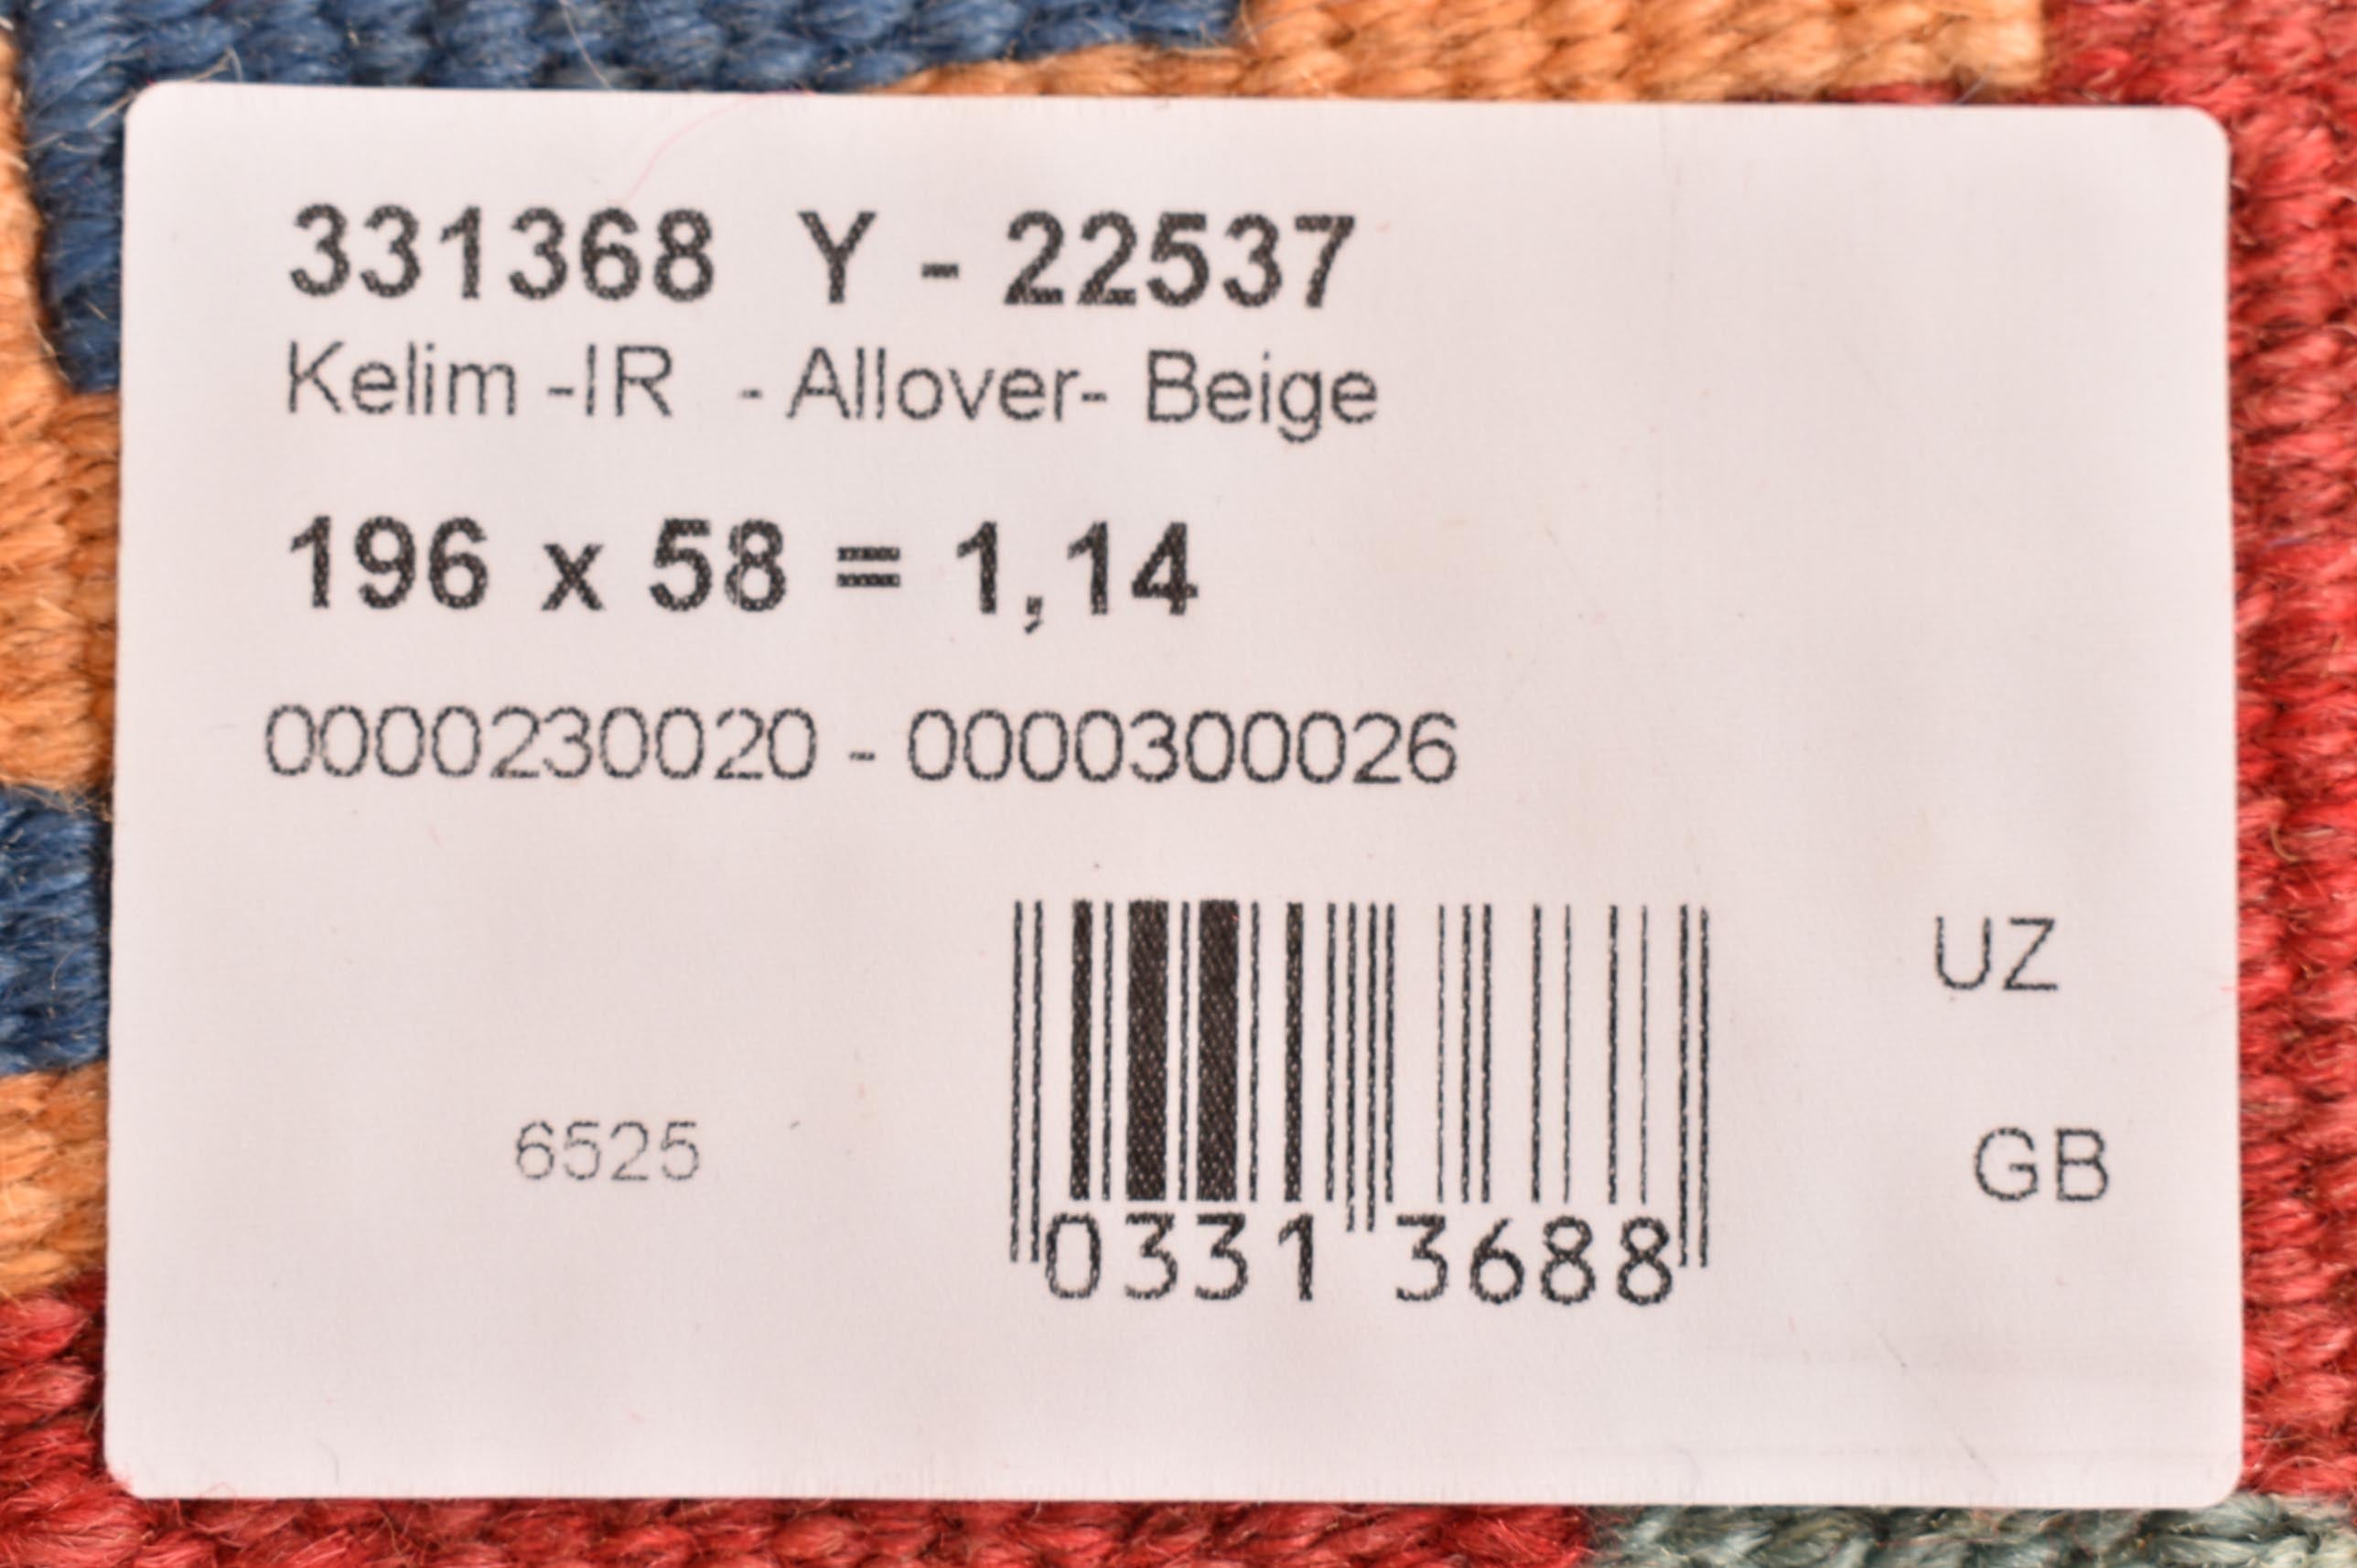 331368 Y - 22537
Kelim -IR - Allover- Beige
196 x 58 = 1,14
0000230020 - 0000300026
UZ
6525
GB
0331 3688